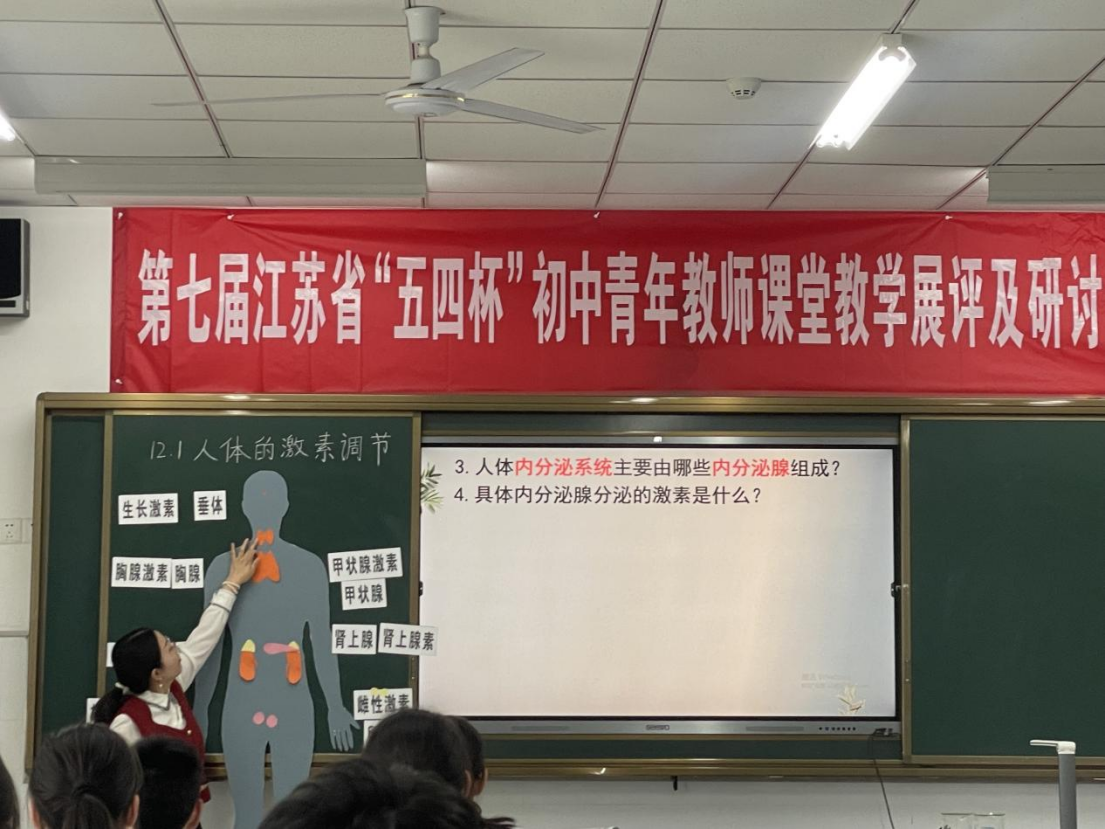 第七届江苏省“五四杯”初中青年教师课堂教学展评及研讨
12.1 人体的激素调节
生长激素 垂体
胸腺激素 胸腺
甲状腺激素
甲状腺
肾上腺 肾上腺素
雌性激素
3. 人体内分泌系统主要由哪些内分泌腺组成？
4. 具体内分泌腺分泌的激素是什么？